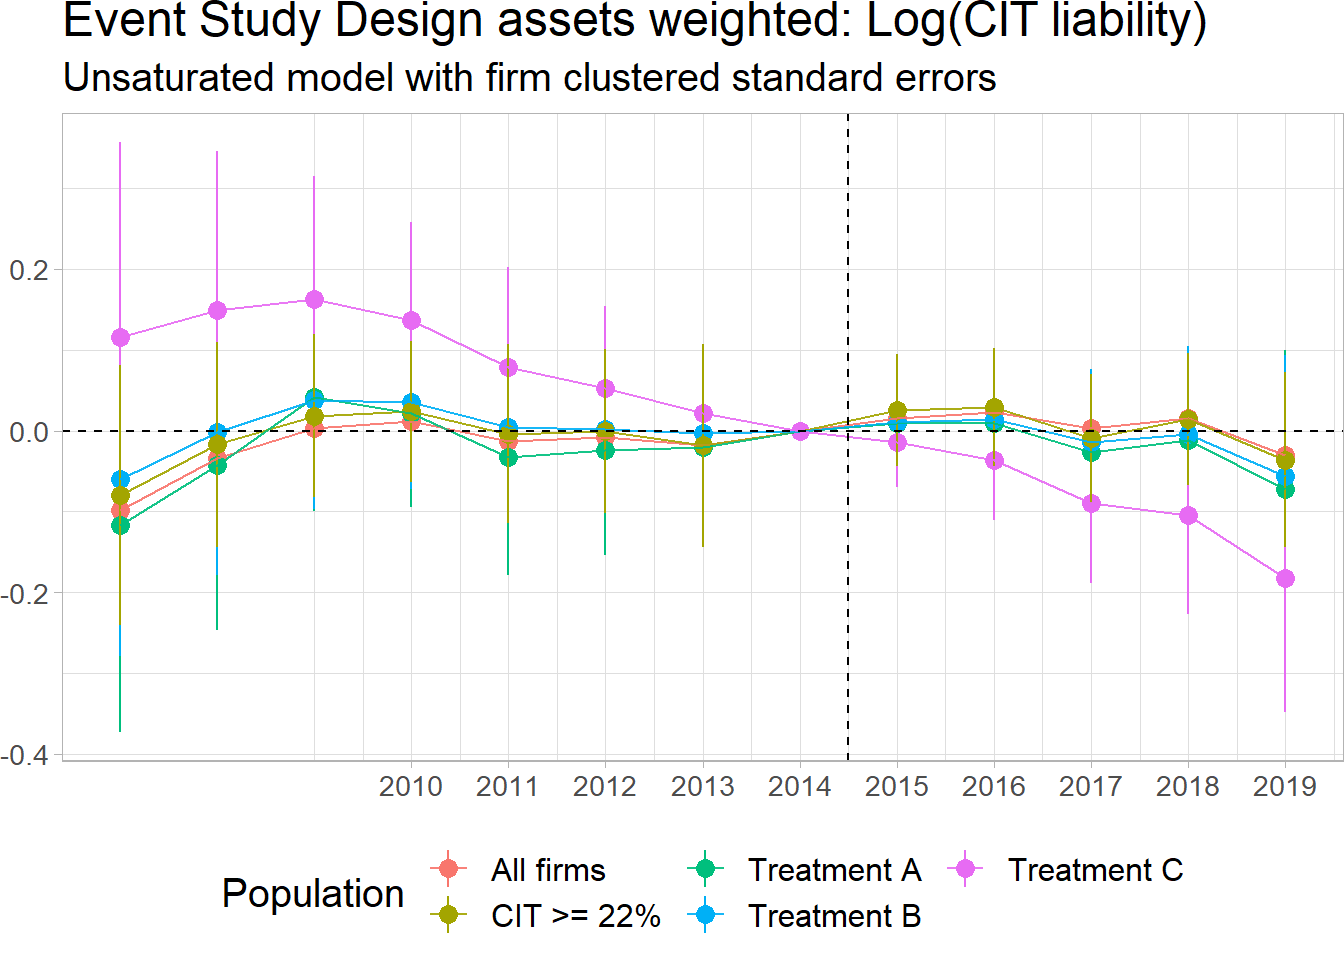 Event Study Design assets weighted: Log(CIT liability)
Unsaturated model with firm clustered standard errors
0.2
0.0
-0.2
-0.4
2010 2011 2012 2013 2014 2015 2016 2017 2018 2019
Population
All firms Treatment A Treatment C
CIT >= 22% Treatment B